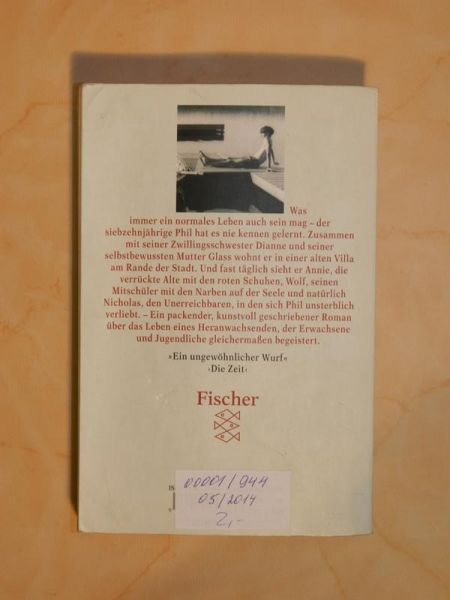 Was
immer ein normales Leben auch sein mag – der
siebzehnjährige Phil hat es nie kennen gelernt. Zusammen
mit seiner Zwillingsschwester Dianne und seiner
selbstbewussten Mutter Glass wohnt er in einer alten Villa
am Rande der Stadt. Und fast täglich sieht er Annie, die
verrückte Alte mit den roten Schuhen, Wolf, seinen
Mitschüler mit den Narben auf der Seele und natürlich
Nicholas, den Unerreichbaren, in den sich Phil unsterblich
verliebt. – Ein packender, kunstvoll geschriebener Roman
über das Leben eines Heranwachsenden, der Erwachsene
und Jugendliche gleichermaßen begeistert.
»Ein ungewöhnlicher Wurf«
›Die Zeit‹
Fischer
00001/944
05/2014
2,-